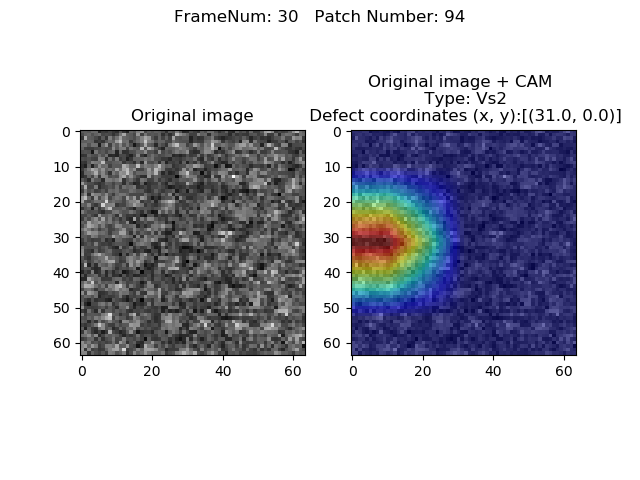 FrameNum: 30   Patch Number: 94
Original image
0
10
20
30
40
50
60
0 20 40 60
Original image + CAM
Type: Vs2
Defect coordinates (x, y):[(31.0, 0.0)]
0
10
20
30
40
50
60
0 20 40 60